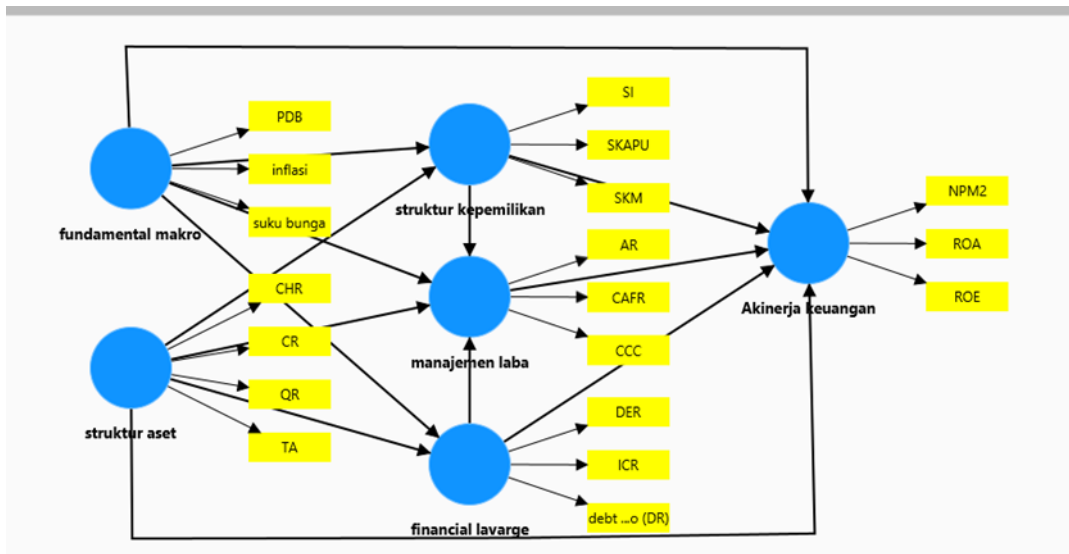 PDB
inflasi
suku bunga
fundamental makro
CHR
CR
QR
TA
struktur aset
SI
SKAPU
SKM
struktur kepemilikan
AR
CAFR
CCC
manajemen laba
DER
ICR
debt ...o (DR)
financial lavarge
NPM2
ROA
ROE
Akinerja keuangan